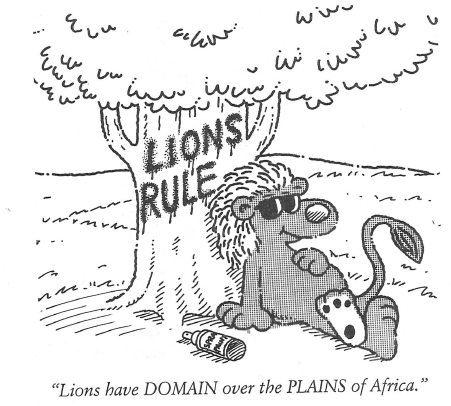 LIONS
RULE
"Lions have DOMAIN over the PLAINS of Africa."